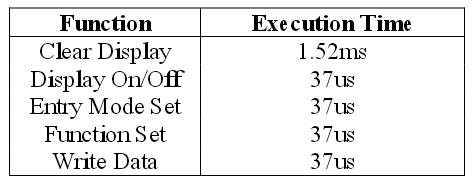 Function Execution Time
Clear Display 1.52ms
Display On/Off 37us
Entry Mode Set 37us
Function Set 37us
Write Data 37us